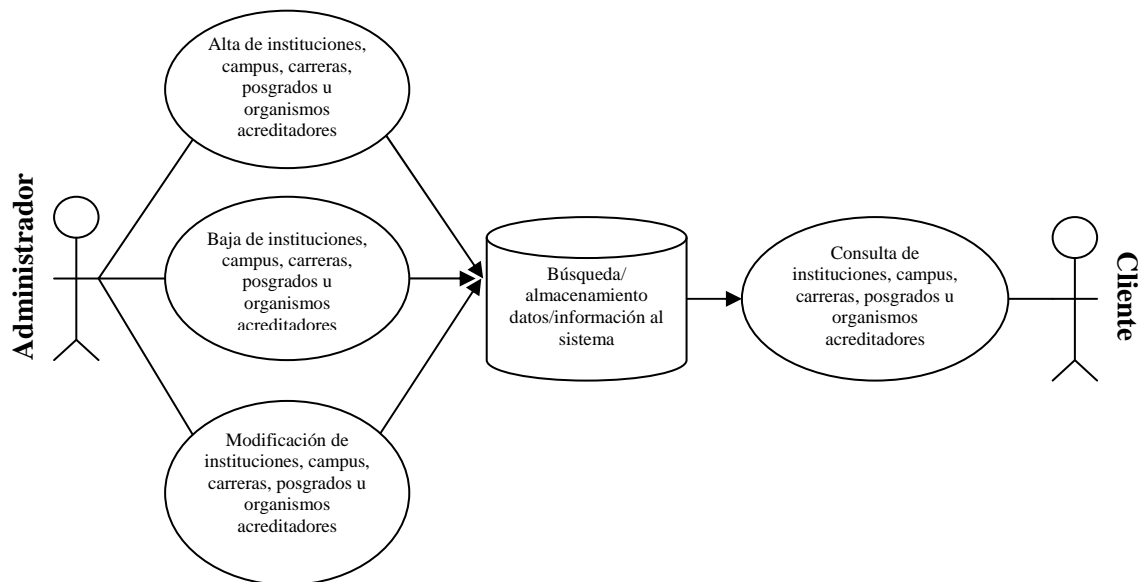 Administrador
Alta de instituciones,
campus, carreras,
posgrados u
organismos
acreditadores
Baja de instituciones,
campus, carreras,
posgrados u
organismos
acreditadores
Modificación de
instituciones, campus,
carreras, posgrados u
organismos
acreditadores
Búsqueda/
almacenamiento
datos/información al
sistema
Consulta de
instituciones, campus,
carreras, posgrados u
organismos
acreditadores
Cliente